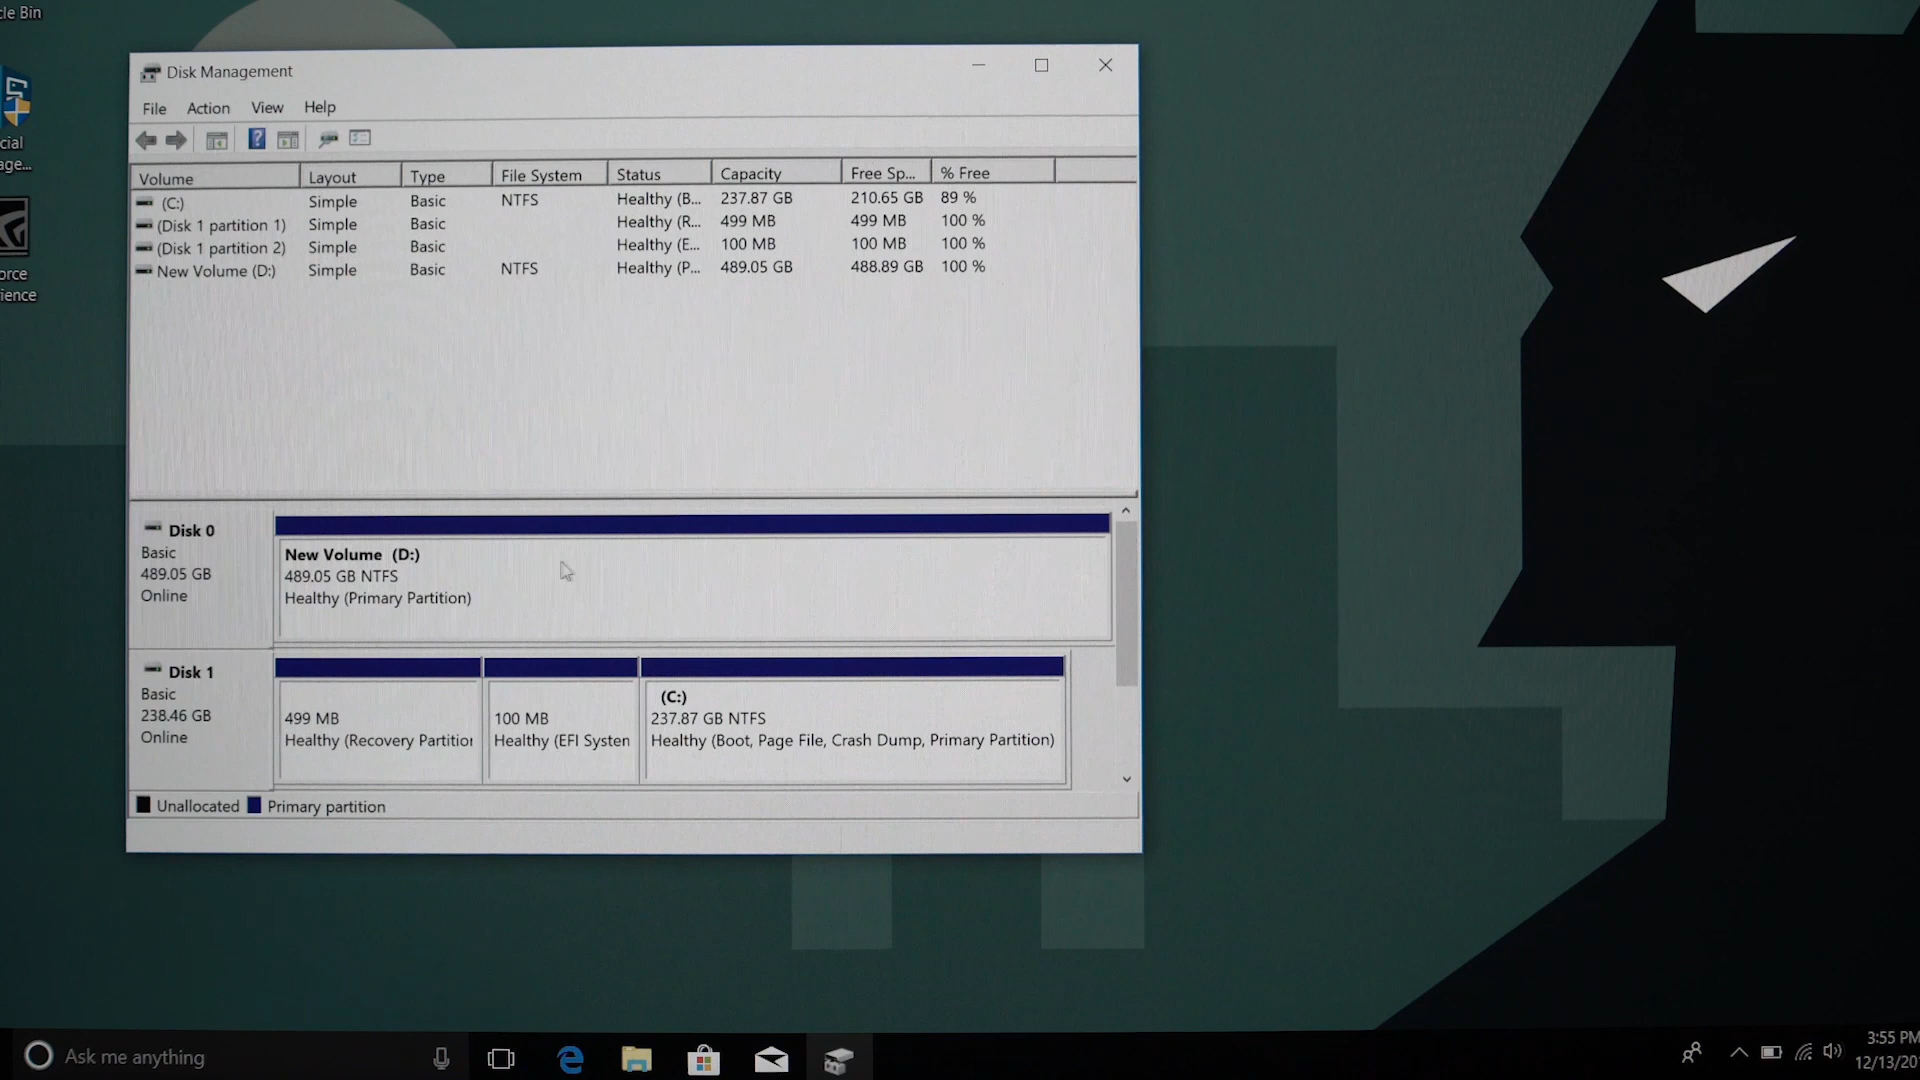 cle Bin
cial
age...
orce
ience
Disk Management
File Action View Help
Volume Layout Type File System Status Capacity Free Sp... % Free
(C:) Simple Basic NTFS Healthy (B... 237.87 GB 210.65 GB 89 %
(Disk 1 partition 1) Simple Basic Healthy (R... 499 MB 499 MB 100 %
(Disk 1 partition 2) Simple Basic Healthy (E... 100 MB 100 MB 100 %
New Volume (D:) Simple Basic NTFS Healthy (P... 489.05 GB 488.89 GB 100 %
Disk 0
Basic
489.05 GB
Online
New Volume (D:)
489.05 GB NTFS
Healthy (Primary Partition)
Disk 1
Basic
238.46 GB
Online
499 MB
Healthy (Recovery Partitior
100 MB
Healthy (EFI Systen
(C:)
237.87 GB NTFS
Healthy (Boot, Page File, Crash Dump, Primary Partition)
Unallocated Primary partition
Ask me anything
3:55 PM
12/13/20